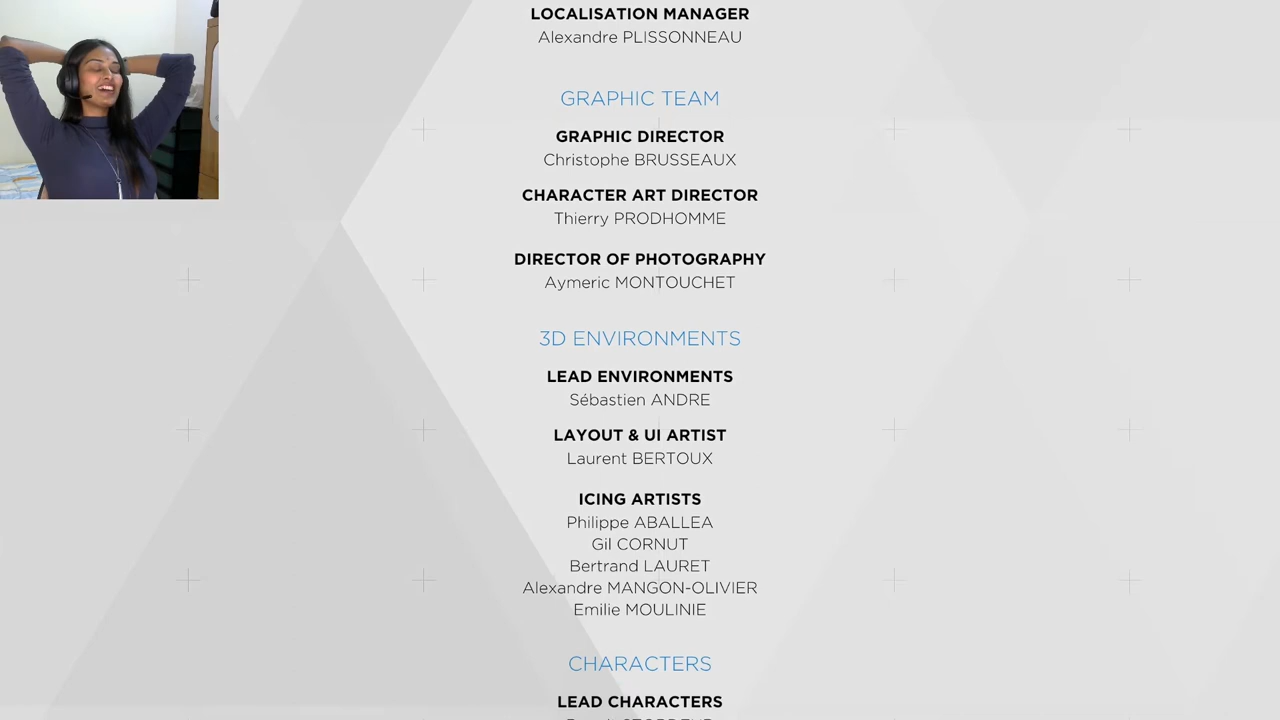 LOCALISATION MANAGER
Alexandre PLISSONNEAU
GRAPHIC TEAM
GRAPHIC DIRECTOR
Christophe BRUSSEAUX
CHARACTER ART DIRECTOR
Thierry PRODHOMME
DIRECTOR OF PHOTOGRAPHY
Aymeric MONTOUCHET
3D ENVIRONMENTS
LEAD ENVIRONMENTS
Sébastien ANDRE
LAYOUT & UI ARTIST
Laurent BERTOUX
ICING ARTISTS
Philippe ABALLEA
Gil CORNUT
Bertrand LAURET
Alexandre MANGON-OLIVIER
Emilie MOULINIE
CHARACTERS
LEAD CHARACTERS